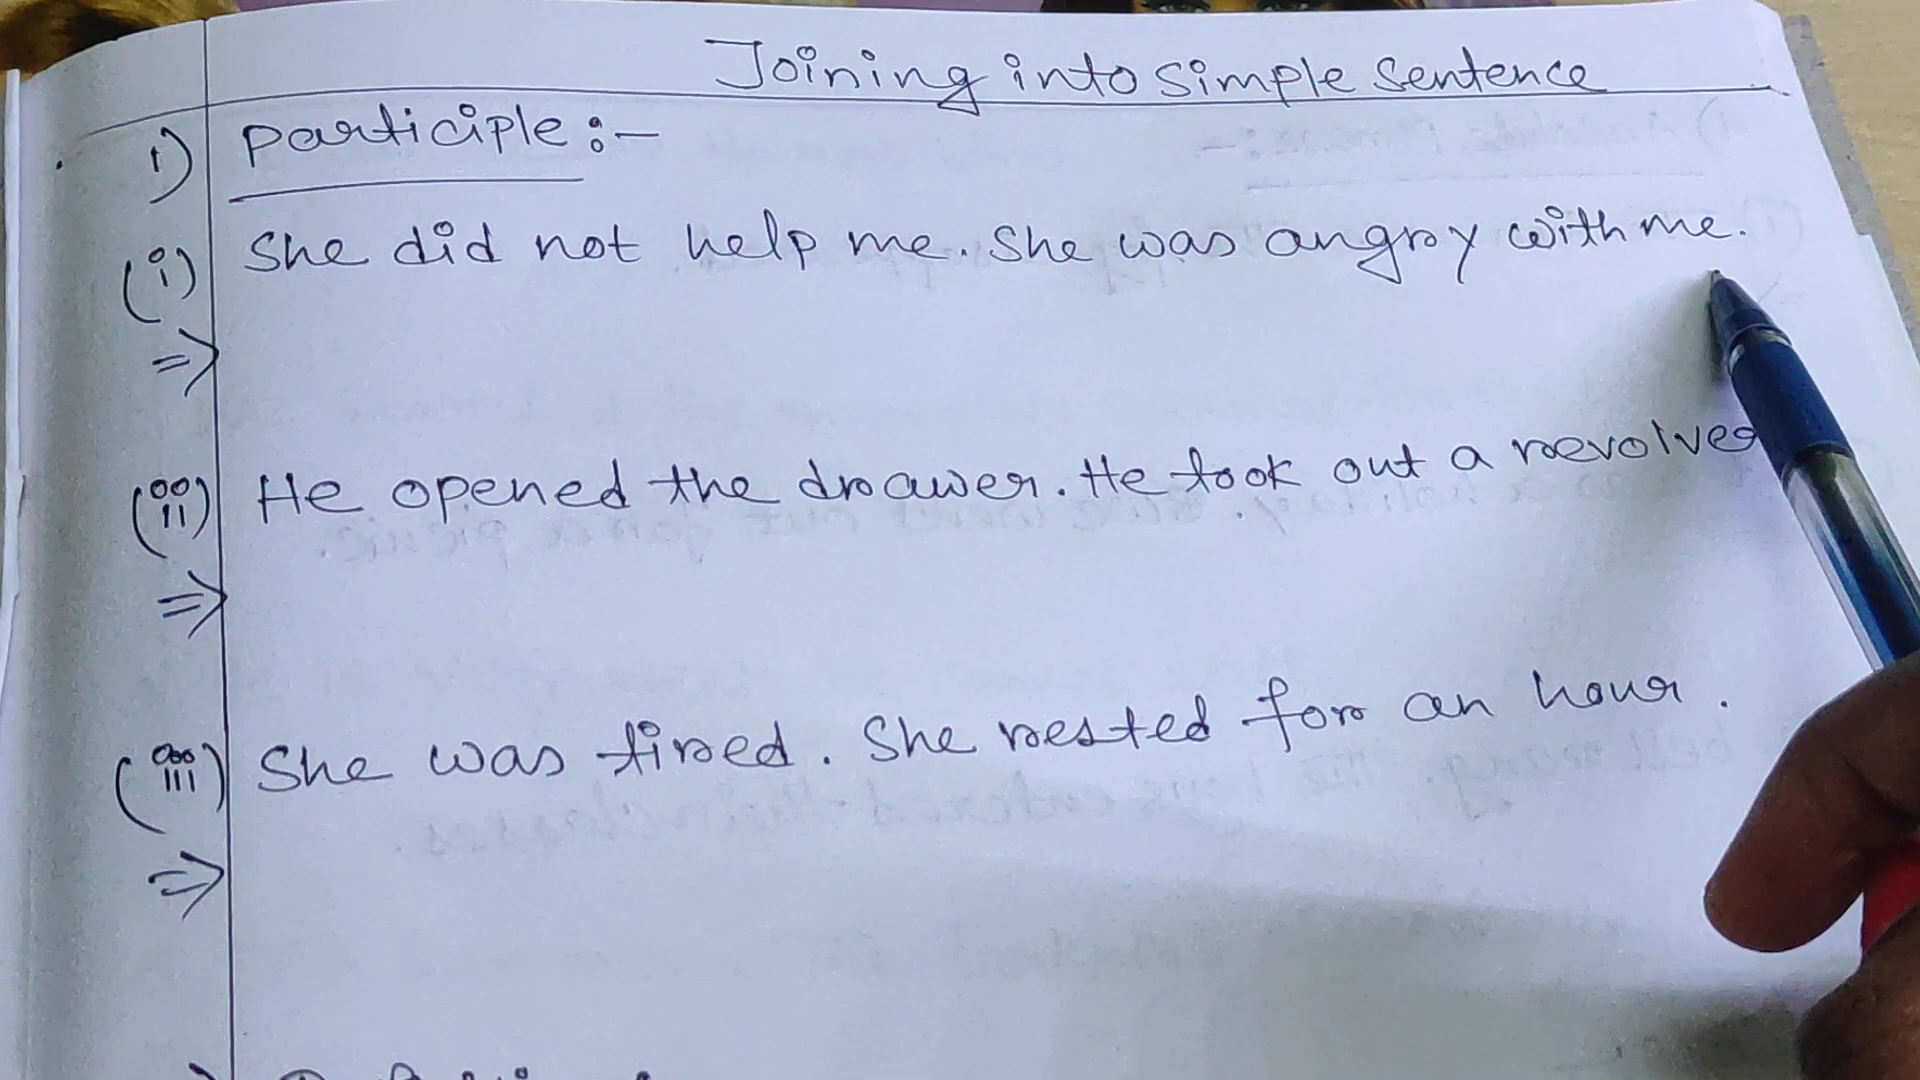 Joining into Simple Sentence
1) Participle :-
(i) She did not help me. She was angry with me.
=>
(ii) He opened the drawer. He took out a revolver
=>
(iii) She was tired. She rested for an hour.
=>